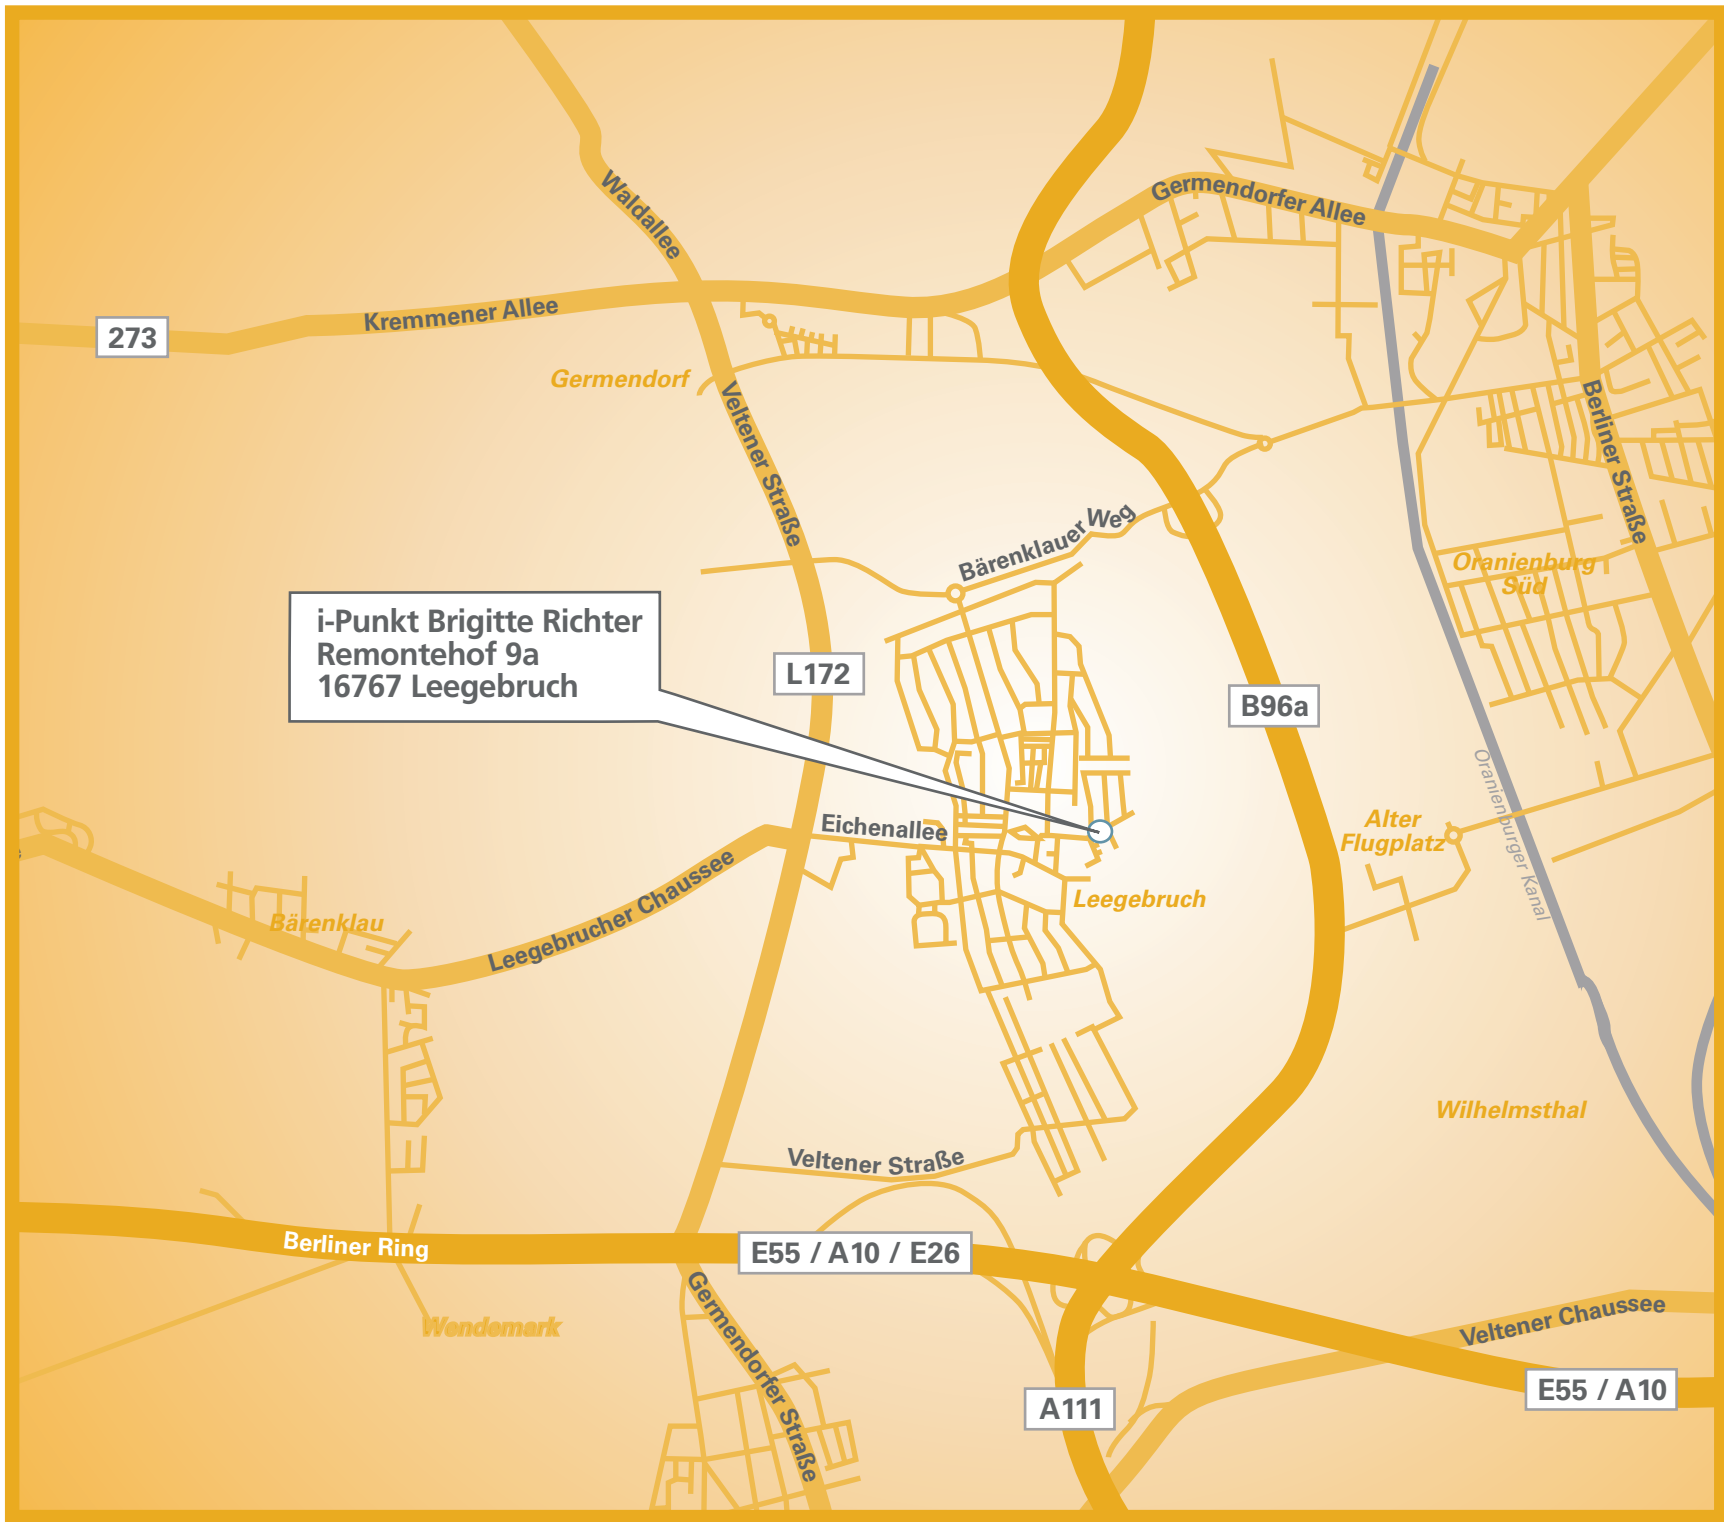 Waldallee
Germendorfer Allee
Kremmener Allee
273
Germendorf
Veltener Straße
Berliner Straße
Bärenklauer Weg
Oranienburg
Süd
i-Punkt Brigitte Richter
Remontehof 9a
16767 Leegebruch
L172
B96a
Oranienburger Kanal
Eichenallee
Alter
Flugplatz
e
Leegebrucher Chaussee
Leegebruch
Bärenklau
Wilhelmsthal
Veltener Straße
Berliner Ring
E55 / A10 / E26
Germendorfer Straße
Wendemark
Veltener Chaussee
E55 / A10
A111